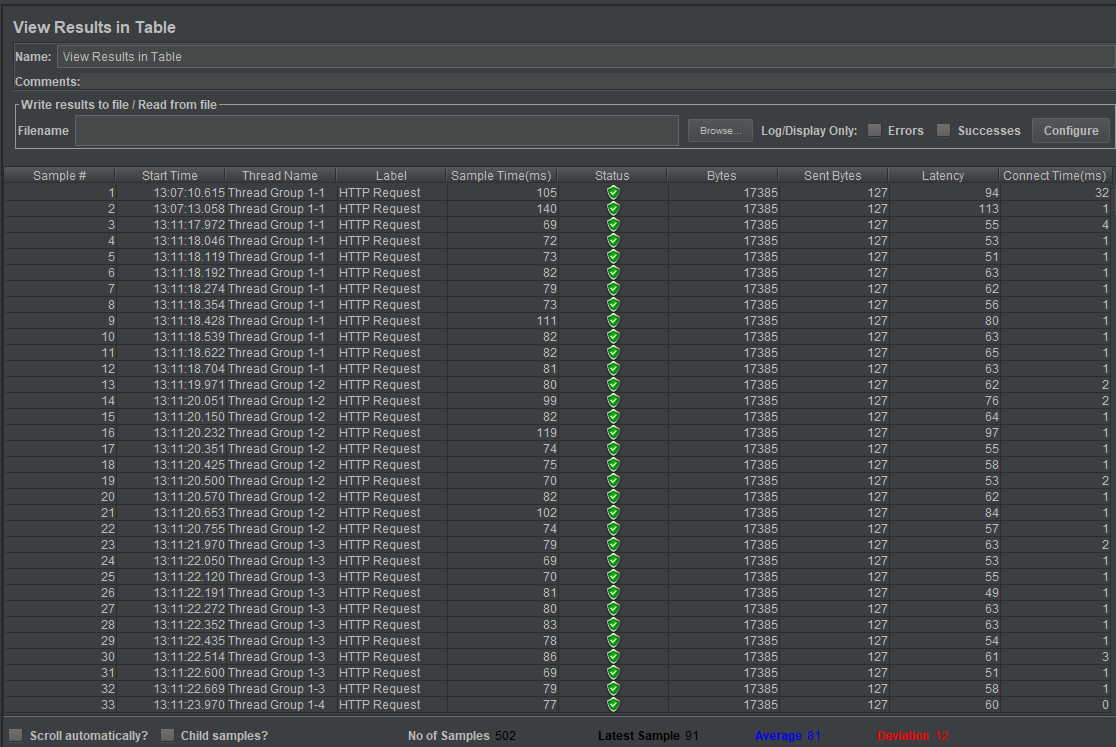 View Results in Table
Name: View Results in Table
Comments:
Write results to file / Read from file
Filename Browse... Log/Display Only: Errors Successes Configure
Sample # Start Time Thread Name Label Sample Time(ms) Status Bytes Sent Bytes Latency Connect Time(ms)
1 13:07:10.615 Thread Group 1-1 HTTP Request 105 17385 127 94 32
2 13:07:13.058 Thread Group 1-1 HTTP Request 140 17385 127 113 1
3 13:11:17.972 Thread Group 1-1 HTTP Request 69 17385 127 55 4
4 13:11:18.046 Thread Group 1-1 HTTP Request 72 17385 127 53 1
5 13:11:18.119 Thread Group 1-1 HTTP Request 73 17385 127 51 1
6 13:11:18.192 Thread Group 1-1 HTTP Request 82 17385 127 63 1
7 13:11:18.274 Thread Group 1-1 HTTP Request 79 17385 127 62 1
8 13:11:18.354 Thread Group 1-1 HTTP Request 73 17385 127 56 1
9 13:11:18.428 Thread Group 1-1 HTTP Request 111 17385 127 80 1
10 13:11:18.539 Thread Group 1-1 HTTP Request 82 17385 127 63 1
11 13:11:18.622 Thread Group 1-1 HTTP Request 82 17385 127 65 1
12 13:11:18.704 Thread Group 1-1 HTTP Request 81 17385 127 63 1
13 13:11:19.971 Thread Group 1-2 HTTP Request 80 17385 127 62 2
14 13:11:20.051 Thread Group 1-2 HTTP Request 99 17385 127 76 2
15 13:11:20.150 Thread Group 1-2 HTTP Request 82 17385 127 64 1
16 13:11:20.232 Thread Group 1-2 HTTP Request 119 17385 127 97 1
17 13:11:20.351 Thread Group 1-2 HTTP Request 74 17385 127 55 1
18 13:11:20.425 Thread Group 1-2 HTTP Request 75 17385 127 58 1
19 13:11:20.500 Thread Group 1-2 HTTP Request 70 17385 127 53 2
20 13:11:20.570 Thread Group 1-2 HTTP Request 82 17385 127 62 1
21 13:11:20.653 Thread Group 1-2 HTTP Request 102 17385 127 84 1
22 13:11:20.755 Thread Group 1-2 HTTP Request 74 17385 127 57 1
23 13:11:21.970 Thread Group 1-3 HTTP Request 79 17385 127 63 2
24 13:11:22.050 Thread Group 1-3 HTTP Request 69 17385 127 53 1
25 13:11:22.120 Thread Group 1-3 HTTP Request 70 17385 127 55 1
26 13:11:22.191 Thread Group 1-3 HTTP Request 81 17385 127 49 1
27 13:11:22.272 Thread Group 1-3 HTTP Request 80 17385 127 63 1
28 13:11:22.352 Thread Group 1-3 HTTP Request 83 17385 127 63 1
29 13:11:22.435 Thread Group 1-3 HTTP Request 78 17385 127 54 1
30 13:11:22.514 Thread Group 1-3 HTTP Request 86 17385 127 61 3
31 13:11:22.600 Thread Group 1-3 HTTP Request 69 17385 127 51 1
32 13:11:22.669 Thread Group 1-3 HTTP Request 79 17385 127 58 1
33 13:11:23.970 Thread Group 1-4 HTTP Request 77 17385 127 60 0
Scroll automatically? Child samples? No of Samples 502 Latest Sample 91 Average 81 Deviation 12